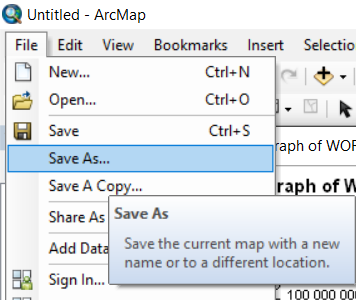 Untitled - ArcMap
File Edit View Bookmarks Insert Selectio
New... Ctrl+N
Open... Ctrl+O
Save Ctrl+S
raph of WOR
Save As...
Save A Copy...
raph of W
Share As
Save As
Save the current map with a new
name or to a different location.
Add Data
Sign In...
100 000 00